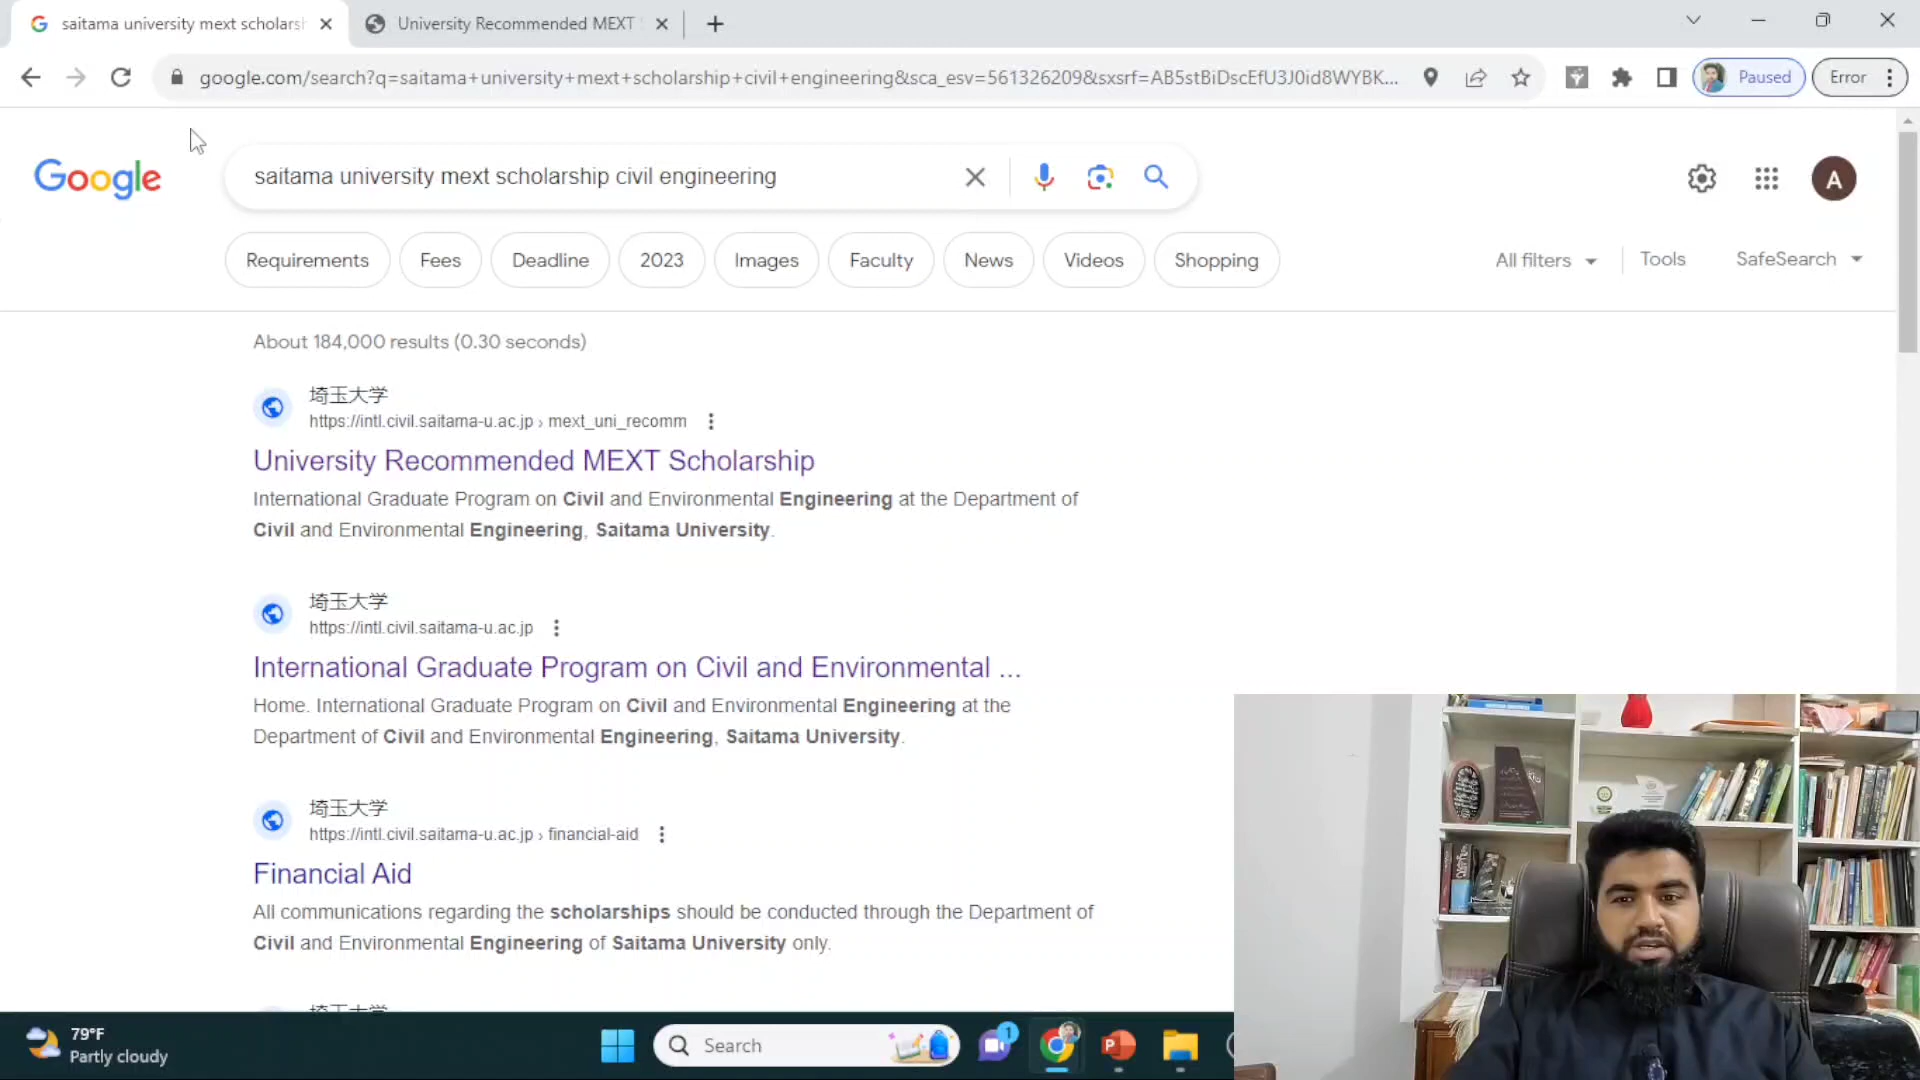 saitama university mext scholarsh
University Recommended MEXT
google.com/search?q=saitama+university+mext+scholarship+civil+engineering&sca_esv=561326209&sxsrf=AB5stBiDscEfU3J0id8WYBK...
Paused
Error
Google
saitama university mext scholarship civil engineering
A
Requirements
Fees
Deadline
2023
Images
Faculty
News
Videos
Shopping
All filters
Tools
SafeSearch
About 184,000 results (0.30 seconds)
埼玉大学
https://intl.civil.saitama-u.ac.jp › mext_uni_recomm
University Recommended MEXT Scholarship
International Graduate Program on Civil and Environmental Engineering at the Department of
Civil and Environmental Engineering, Saitama University.
埼玉大学
https://intl.civil.saitama-u.ac.jp
International Graduate Program on Civil and Environmental ...
Home. International Graduate Program on Civil and Environmental Engineering at the
Department of Civil and Environmental Engineering, Saitama University.
埼玉大学
https://intl.civil.saitama-u.ac.jp › financial-aid
Financial Aid
All communications regarding the scholarships should be conducted through the Department of
Civil and Environmental Engineering of Saitama University only.
79°F
Partly cloudy
Search
1
P